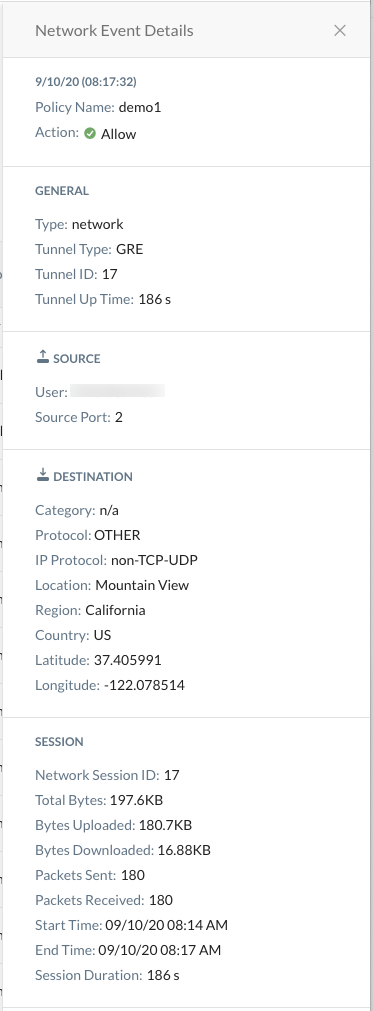 Network Event Details
9/10/20 (08:17:32)
Policy Name: demo1
Action: Allow
GENERAL
Type: network
Tunnel Type: GRE
Tunnel ID: 17
Tunnel Up Time: 186 s
SOURCE
User:
Source Port: 2
DESTINATION
Category: n/a
Protocol: OTHER
IP Protocol: non-TCP-UDP
Location: Mountain View
Region: California
Country: US
Latitude: 37.405991
Longitude: -122.078514
SESSION
Network Session ID: 17
Total Bytes: 197.6KB
Bytes Uploaded: 180.7KB
Bytes Downloaded: 16.88KB
Packets Sent: 180
Packets Received: 180
Start Time: 09/10/20 08:14 AM
End Time: 09/10/20 08:17 AM
Session Duration: 186 s